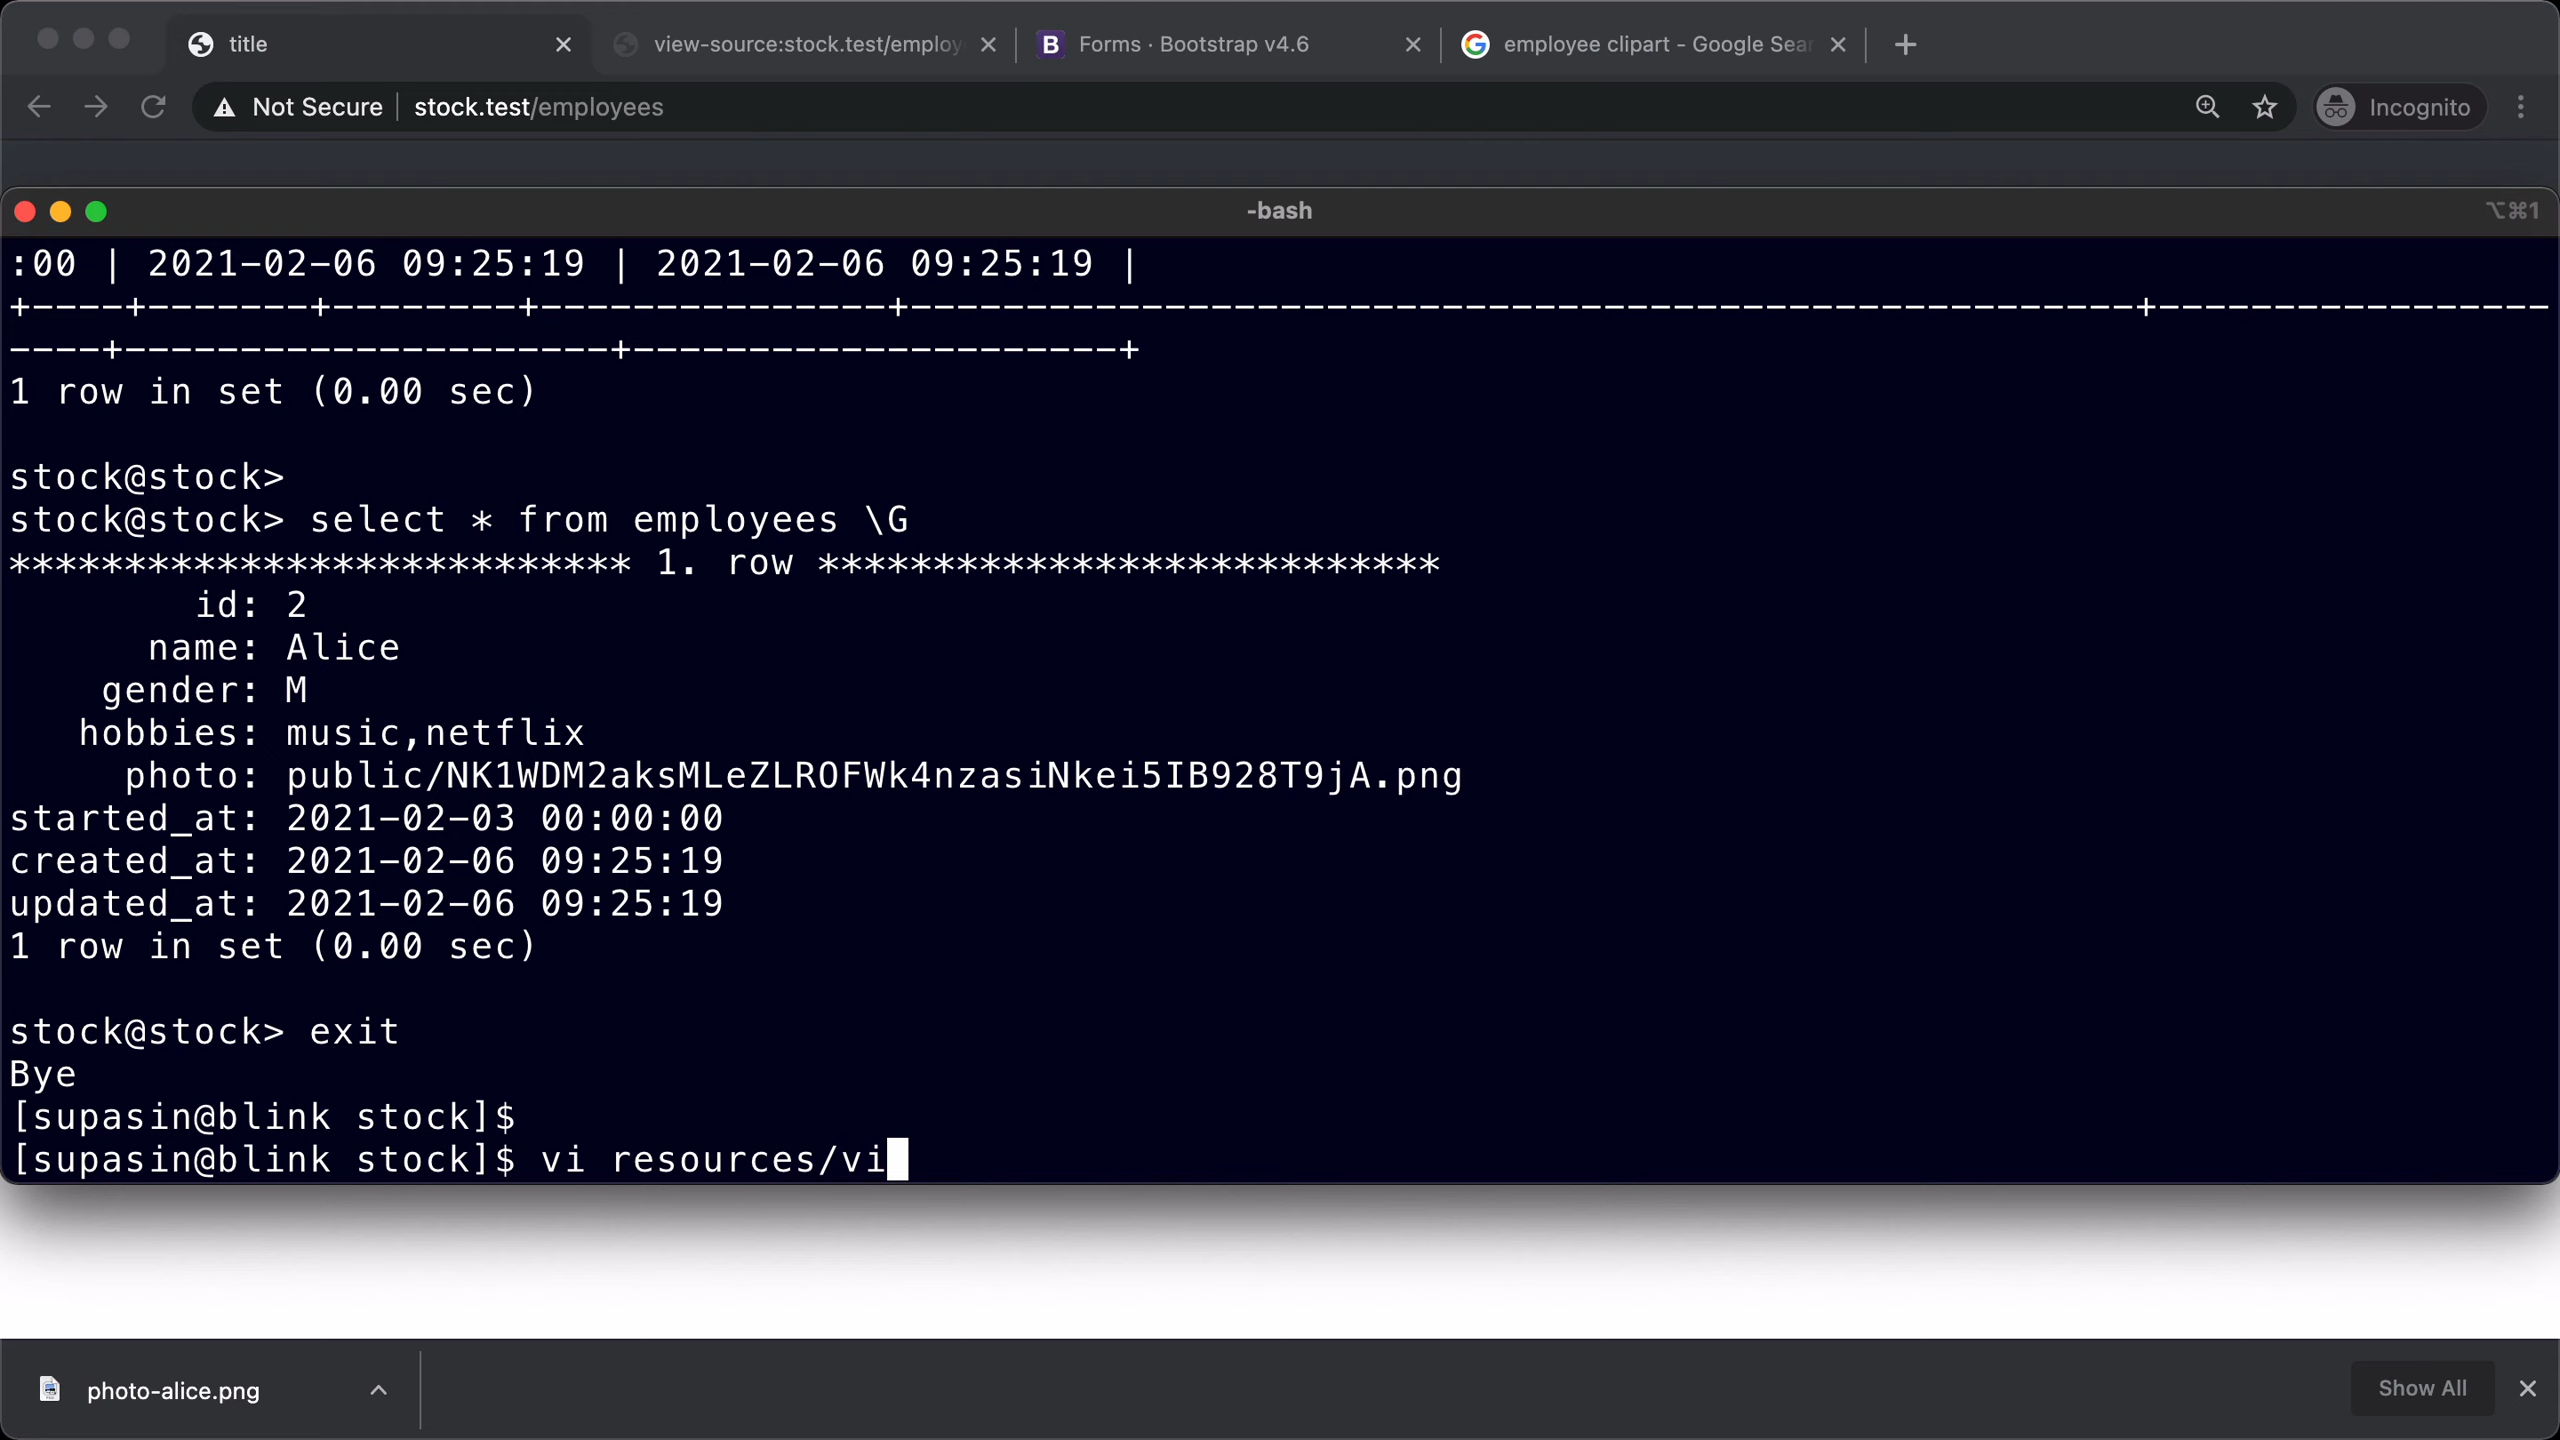 title
view-source:stock.test/employ
Forms · Bootstrap v4.6
employee clipart - Google Sear
Not Secure
stock.test/employees
Incognito
-bash
⌥⌘1
:00 | 2021-02-06 09:25:19 | 2021-02-06 09:25:19 |
+----+-------+--------+---------------+-----------------------------------------------------+-----------------
----+---------------------+---------------------+
1 row in set (0.00 sec)
stock@stock>
stock@stock> select * from employees \G
*************************** 1. row ***************************
id: 2
name: Alice
gender: M
hobbies: music,netflix
photo: public/NK1WDM2aksMLeZLROFWk4nzasiNkei5IB928T9jA.png
started_at: 2021-02-03 00:00:00
created_at: 2021-02-06 09:25:19
updated_at: 2021-02-06 09:25:19
1 row in set (0.00 sec)
stock@stock> exit
Bye
[supasin@blink stock]$
[supasin@blink stock]$ vi resources/vi
photo-alice.png
Show All